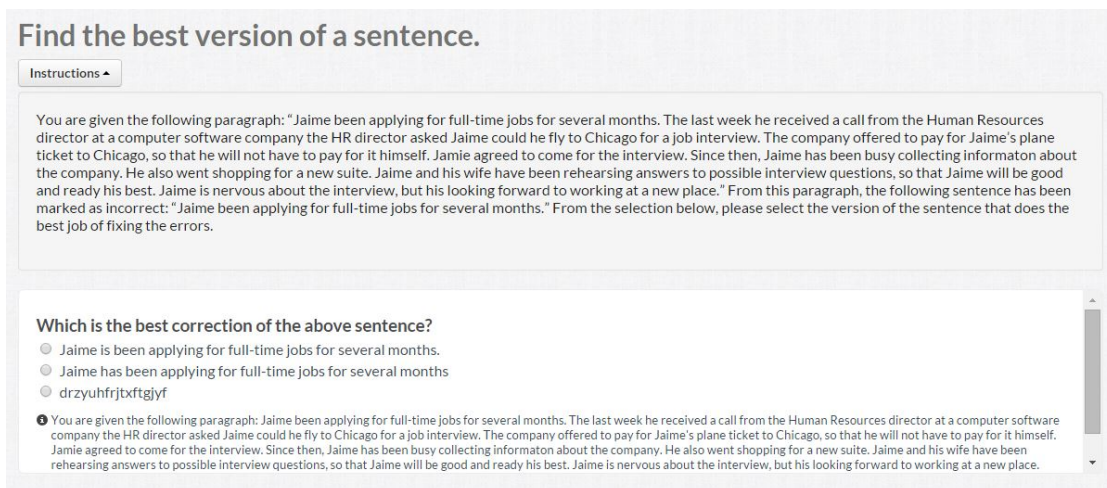 Find the best version of a sentence.
Instructions
You are given the following paragraph: “Jaime been applying for full-time jobs for several months. The last week he received a call from the Human Resources
director at a computer software company the HR director asked Jaime could he fly to Chicago for a job interview. The company offered to pay for Jaime’s plane
ticket to Chicago, so that he will not have to pay for it himself. Jamie agreed to come for the interview. Since then, Jaime has been busy collecting informaton about
the company. He also went shopping for a new suite. Jaime and his wife have been rehearsing answers to possible interview questions, so that Jaime will be good
and ready his best. Jaime is nervous about the interview, but his looking forward to working at a new place.” From this paragraph, the following sentence has been
marked as incorrect: “Jaime been applying for full-time jobs for several months.” From the selection below, please select the version of the sentence that does the
best job of fixing the errors.
Which is the best correction of the above sentence?
Jaime is been applying for full-time jobs for several months.
Jaime has been applying for full-time jobs for several months
drzyuhfrjtxftgjyf
You are given the following paragraph: Jaime been applying for full-time jobs for several months. The last week he received a call from the Human Resources director at a computer software
company the HR director asked Jaime could he fly to Chicago for a job interview. The company offered to pay for Jaime's plane ticket to Chicago, so that he will not have to pay for it himself.
Jamie agreed to come for the interview. Since then, Jaime has been busy collecting informaton about the company. He also went shopping for a new suite. Jaime and his wife have been
rehearsing answers to possible interview questions, so that Jaime will be good and ready his best. Jaime is nervous about the interview, but his looking forward to working at a new place.